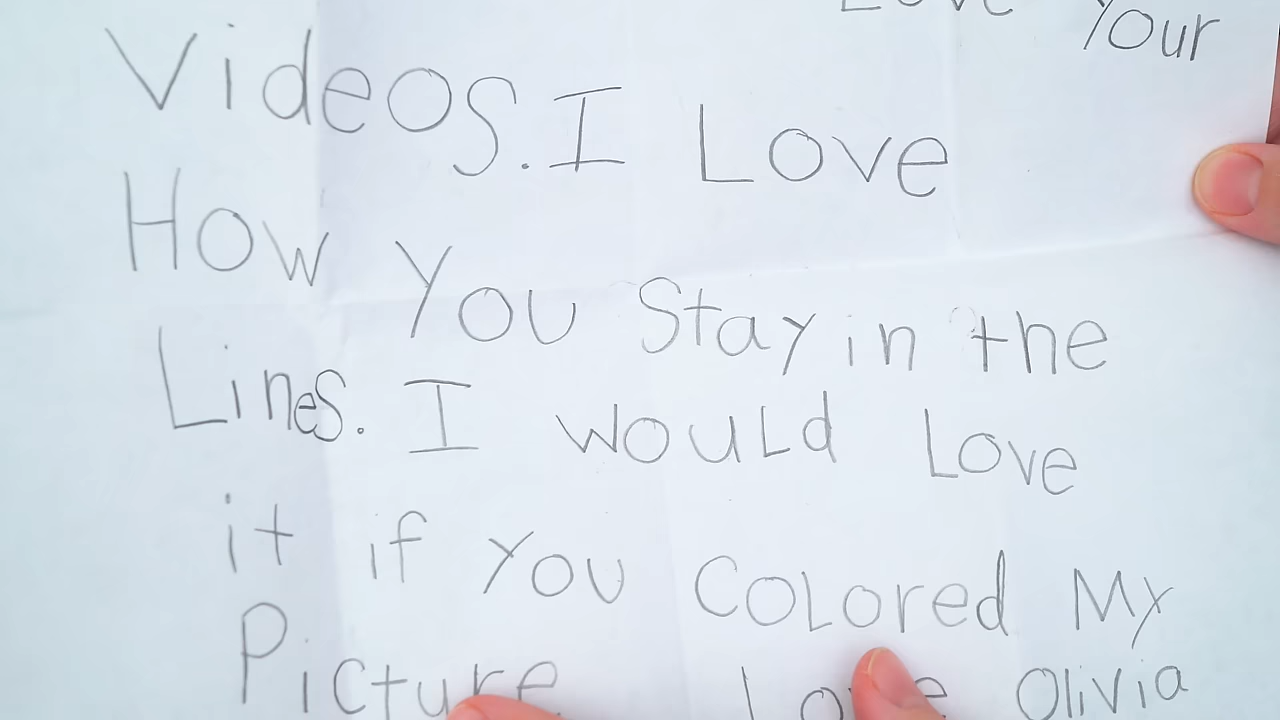 Love Your
Videos. I Love
How You Stay in the
Lines. I would Love
it if you Colored My
Picture Love Olivia